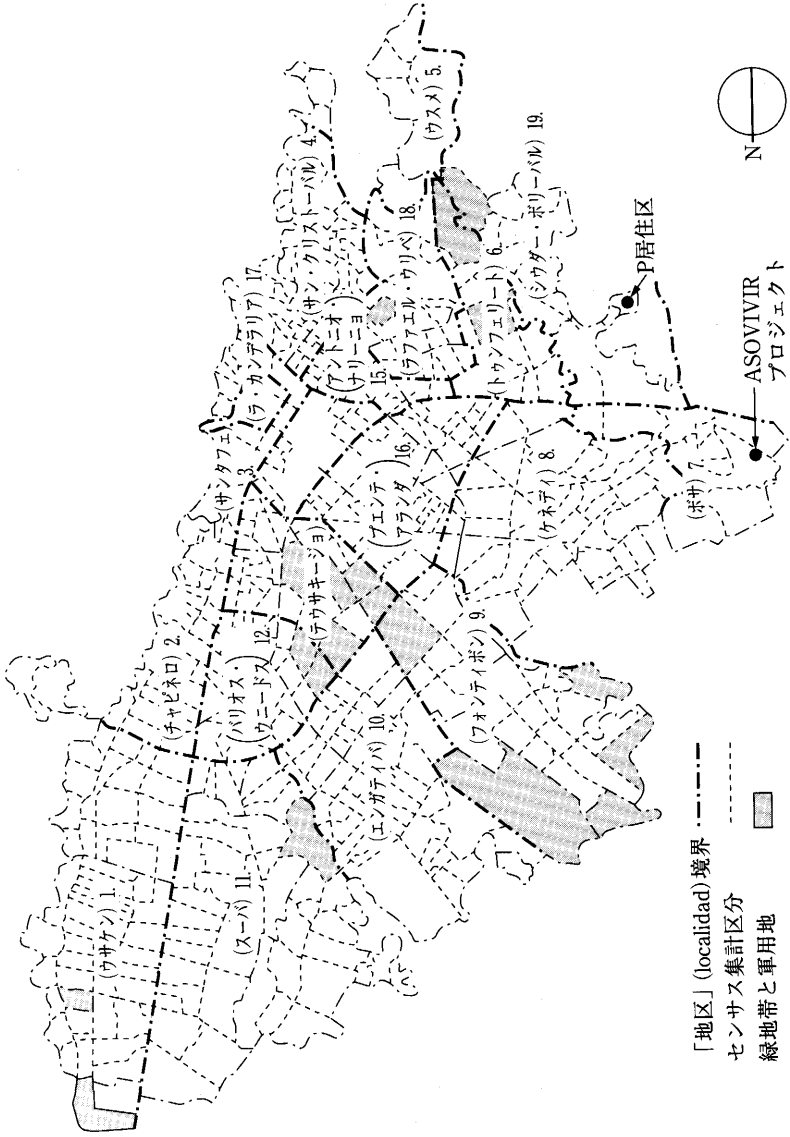 (ウサケン) 1.
(チャピネロ) 2.
(サンタフェ) 3.
(サン・クリストーバル) 4.
(ウスメ) 5.
(トゥンフェリート) 6.
(ボサ) 7.
(ケネディ) 8.
(フォンティボン) 9.
(エンガティバ) 10.
(スーバ) 11.
(バリオス
ウニードス) 12.
(テウサキージョ)
(アントニオ・
ナリーニョ) 15.
(プエンテ・
アランダ) 16.
(ラ・カンデラリア) 17.
(ラファエル・ウリベ) 18.
(シウダー・ボリーバル) 19.
P居住区
ASOVIVIR
プロジェクト
N
「地区」(localidad) 境界
センサス集計区分
緑地帯と軍用地